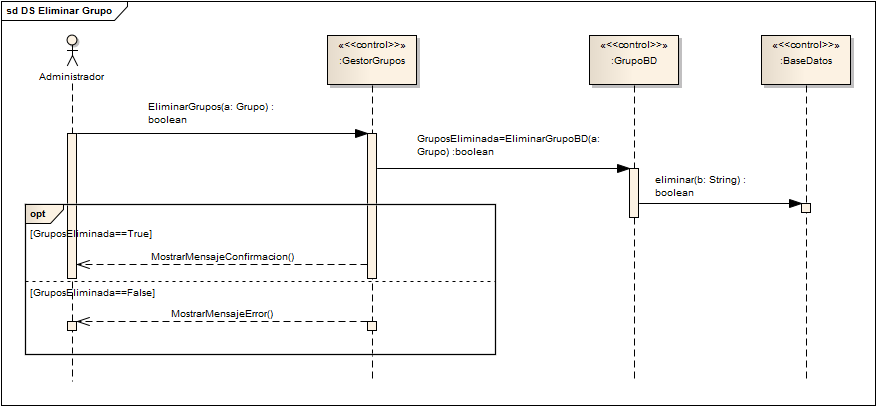 sd DS Eliminar Grupo
Administrador
«<<control>>»
:GestorGrupos
«<<control>>»
:GrupoBD
«<<control>>»
:BaseDatos
EliminarGrupos(a: Grupo) :
boolean
GruposEliminada=EliminarGrupoBD(a:
Grupo) :boolean
eliminar(b: String) :
boolean
opt
[GruposEliminada==True]
MostrarMensajeConfirmacion()
[GruposEliminada==False]
MostrarMensajeError()